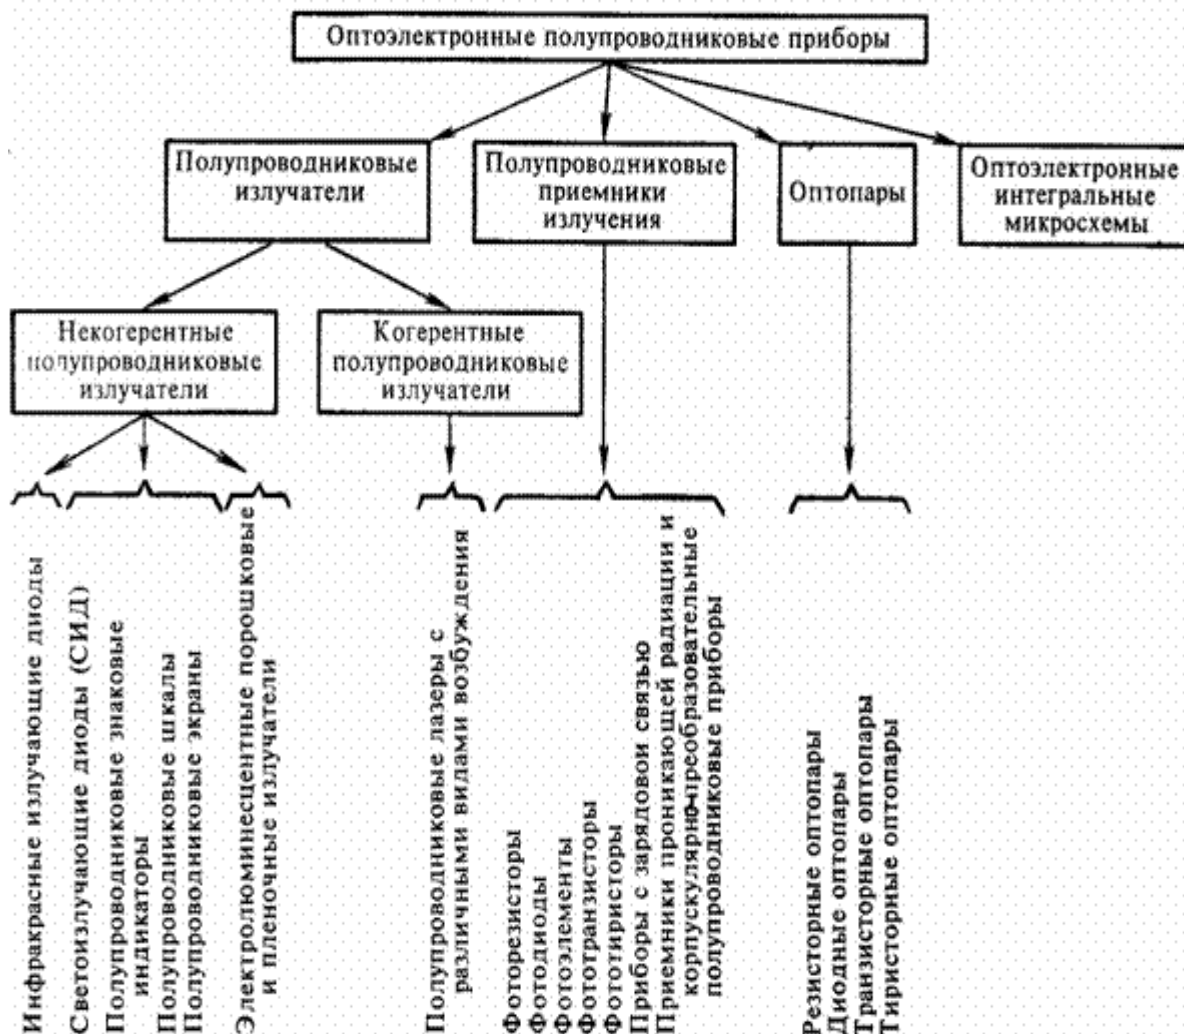 Оптоэлектронные полупроводниковые приборы
Полупроводниковые
излучатели
Полупроводниковые
приемники
излучения
Оптопары
Оптоэлектронные
интегральные
микросхемы
Некогерентные
полупроводниковые
излучатели
Когерентные
полупроводниковые
излучатели
Инфракрасные излучающие диоды
Светоизлучающие диоды (СИД)
Полупроводниковые знаковые
индикаторы
Полупроводниковые шкалы
Полупроводниковые экраны
Электролюминесцентные порошковые
и пленочные излучатели
Полупроводниковые лазеры с
различными видами возбуждения
Фоторезисторы
Фотодиоды
Фотоэлементы
Фототранзисторы
Фототиристоры
Приборы с зарядовой связью
Приемники проникающей радиации и
корпускулярно-преобразовательные
полупроводниковые приборы
Резисторные оптопары
Диодные оптопары
Транзисторные оптопары
Тиристорные оптопары